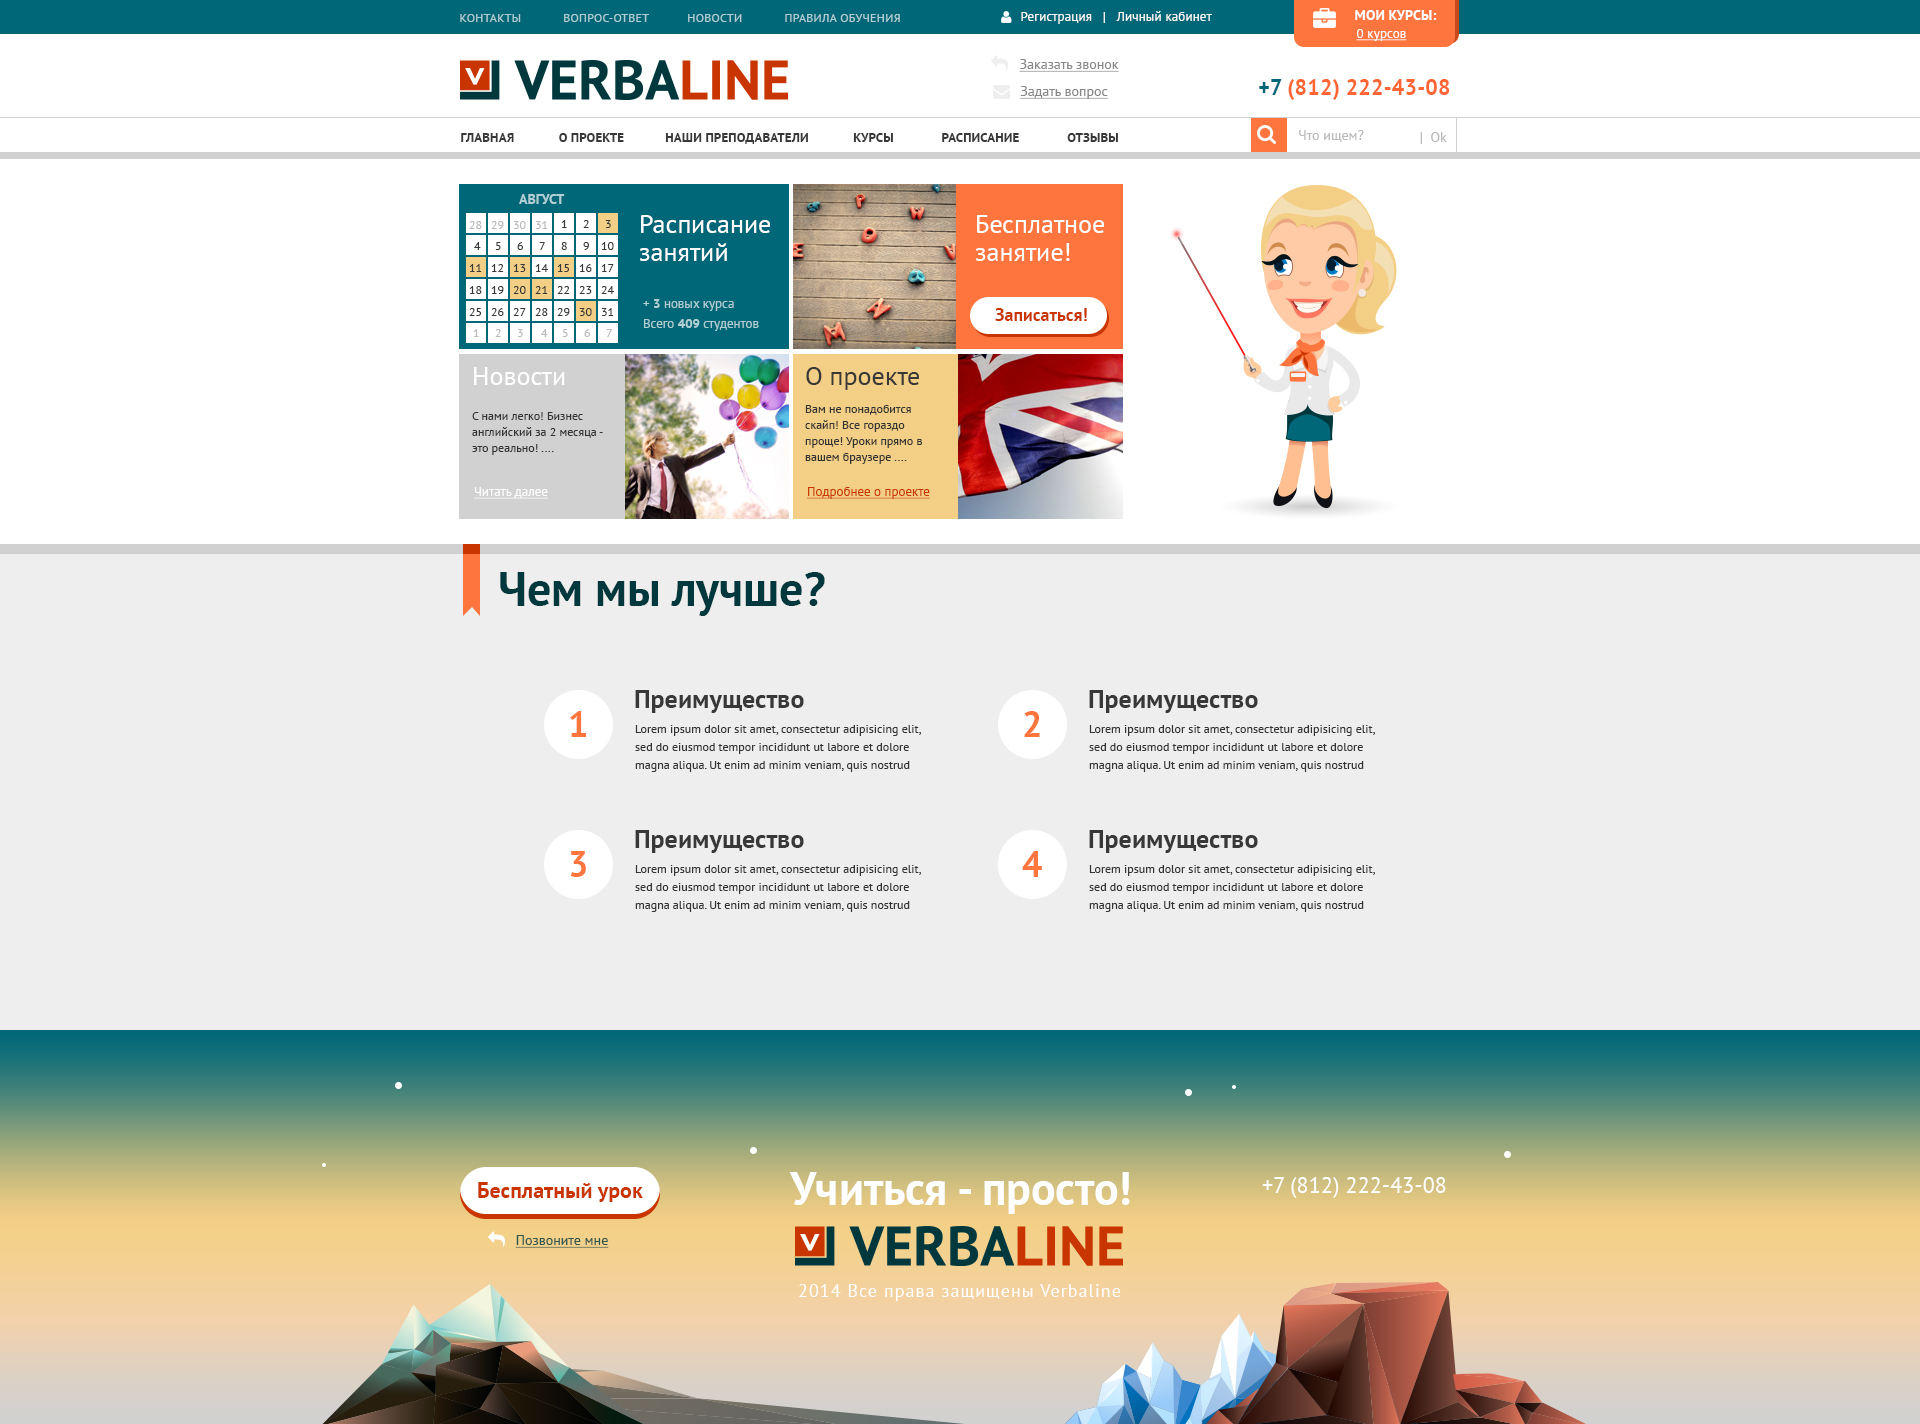 КОНТАКТЫ ВОПРОС-ОТВЕТ НОВОСТИ ПРАВИЛА ОБУЧЕНИЯ Регистрация | Личный кабинет
МОИ КУРСЫ:
0 курсов
V VERBALINE
Заказать звонок
Задать вопрос
+7 (812) 222-43-08
ГЛАВНАЯ О ПРОЕКТЕ НАШИ ПРЕПОДАВАТЕЛИ КУРСЫ РАСПИСАНИЕ ОТЗЫВЫ
Что ищем? | Ok
АВГУСТ
28 29 30 31 1 2 3
4 5 6 7 8 9 10
11 12 13 14 15 16 17
18 19 20 21 22 23 24
25 26 27 28 29 30 31
1 2 3 4 5 6 7
Расписание
занятий
+ 3 новых курса
Всего 409 студентов
Бесплатное
занятие!
Записаться!
Новости
С нами легко! Бизнес
английский за 2 месяца -
это реально! ....
Читать далее
О проекте
Вам не понадобится
скайп! Все гораздо
проще! Уроки прямо в
вашем браузере ....
Подробнее о проекте
Чем мы лучше?
1
Преимущество
Lorem ipsum dolor sit amet, consectetur adipisicing elit,
sed do eiusmod tempor incididunt ut labore et dolore
magna aliqua. Ut enim ad minim veniam, quis nostrud
2
Преимущество
Lorem ipsum dolor sit amet, consectetur adipisicing elit,
sed do eiusmod tempor incididunt ut labore et dolore
magna aliqua. Ut enim ad minim veniam, quis nostrud
3
Преимущество
Lorem ipsum dolor sit amet, consectetur adipisicing elit,
sed do eiusmod tempor incididunt ut labore et dolore
magna aliqua. Ut enim ad minim veniam, quis nostrud
4
Преимущество
Lorem ipsum dolor sit amet, consectetur adipisicing elit,
sed do eiusmod tempor incididunt ut labore et dolore
magna aliqua. Ut enim ad minim veniam, quis nostrud
Бесплатный урок
Позвоните мне
Учиться - просто!
V VERBALINE
2014 Все права защищены Verbaline
+7 (812) 222-43-08